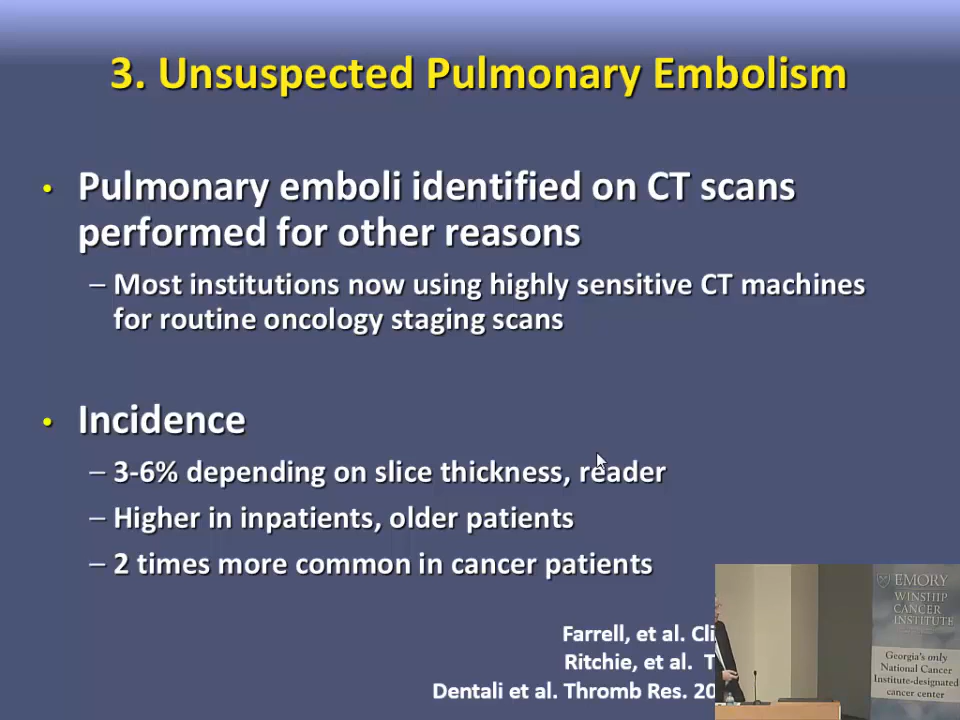 3. Unsuspected Pulmonary Embolism
• Pulmonary emboli identified on CT scans
performed for other reasons
– Most institutions now using highly sensitive CT machines
for routine oncology staging scans
• Incidence
– 3-6% depending on slice thickness, reader
– Higher in inpatients, older patients
– 2 times more common in cancer patients
Farrell, et al. Cli
Ritchie, et al. T
Dentali et al. Thromb Res. 20
EMORY
WINSHIP
CANCER
INSTITUTE
Georgia's only
National Cancer
Institute-designated
cancer center